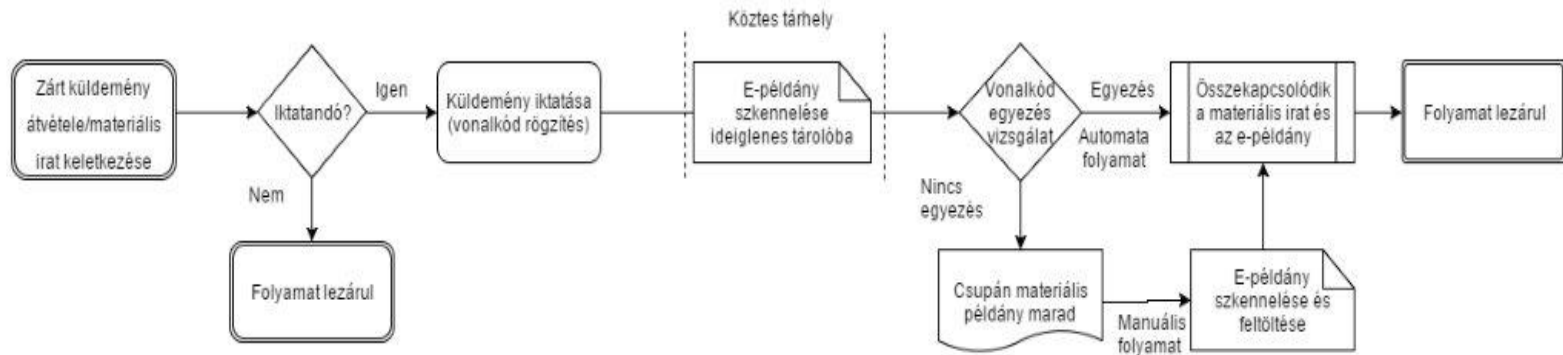 Köztes tárhely
Zárt küldemény
átvétele/materiális
irat keletkezése
Iktatandó?
Igen
Nem
Folyamat lezárul
Küldemény iktatása
(vonalkód rögzítés)
E-példány
szkennelése
ideiglenes tárolóba
Vonalkód
egyezés
vizsgálat
Egyezés
Automata
folyamat
Nincs
egyezés
Összekapcsolódik
a materiális irat és
az e-példány
Folyamat lezárul
Csupán materiális
példány marad
Manuális
folyamat
E-példány
szkennelése és
feltöltése